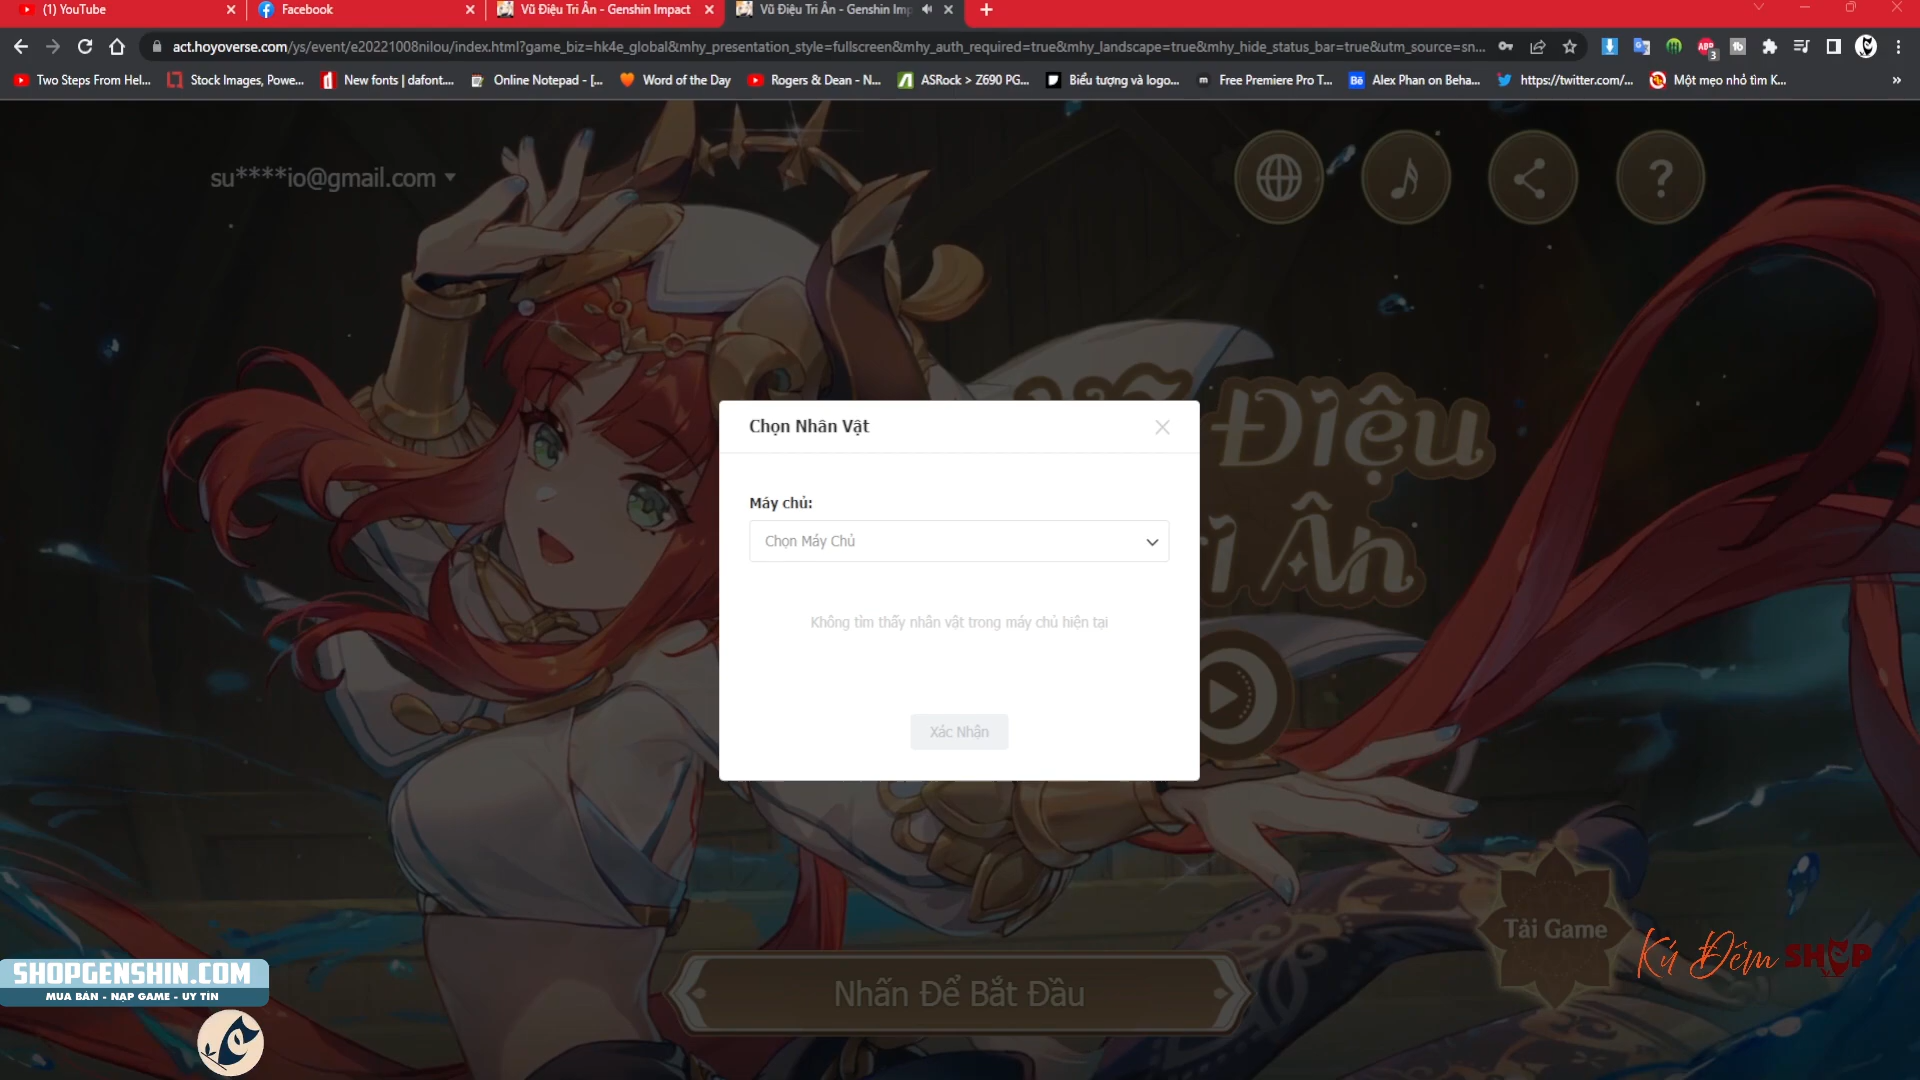 (1) YouTube
Facebook
Vũ Điệu Tri Ân - Genshin Impact
Vũ Điệu Tri Ân - Genshin Imp
act.hoyoverse.com/ys/event/e20221008nilou/index.html?game_biz=hk4e_global&mhy_presentation_style=fullscreen&mhy_auth_required=true&mhy_landscape=true&mhy_hide_status_bar=true&utm_source=sn...
ABP
3
Two Steps From Hel...
Stock Images, Powe...
New fonts | dafont....
Online Notepad - [...
Word of the Day
Rogers & Dean - N...
ASRock > Z690 PG...
Biểu tượng và logo...
Free Premiere Pro T...
Bē Alex Phan on Beha...
https://twitter.com/...
Một mẹo nhỏ tìm K...
»
su****io@gmail.com
?
Vũ Điệu
Tri Ân
Chọn Nhân Vật
Máy chủ:
Chọn Máy Chủ
Không tìm thấy nhân vật trong máy chủ hiện tại
Xác Nhận
Tải Game
Kú Đêm SHOP
SHOPGENSHIN.COM
MUA BÁN - NẠP GAME - UY TÍN
Nhấn Để Bắt Đầu